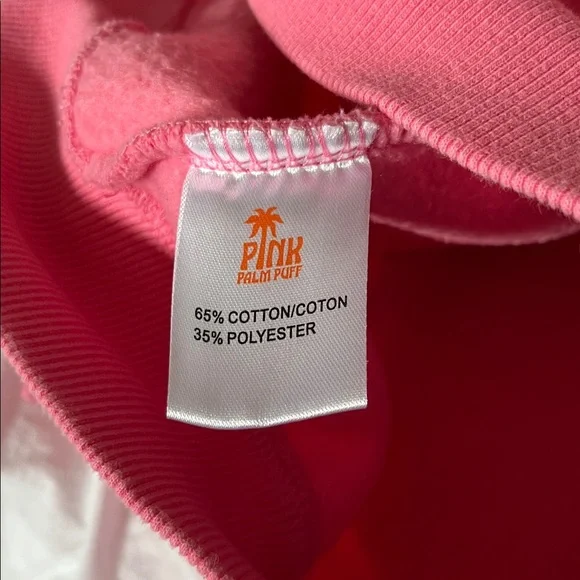 PINK
PALM PUFF
65% COTTON/COTON
35% POLYESTER